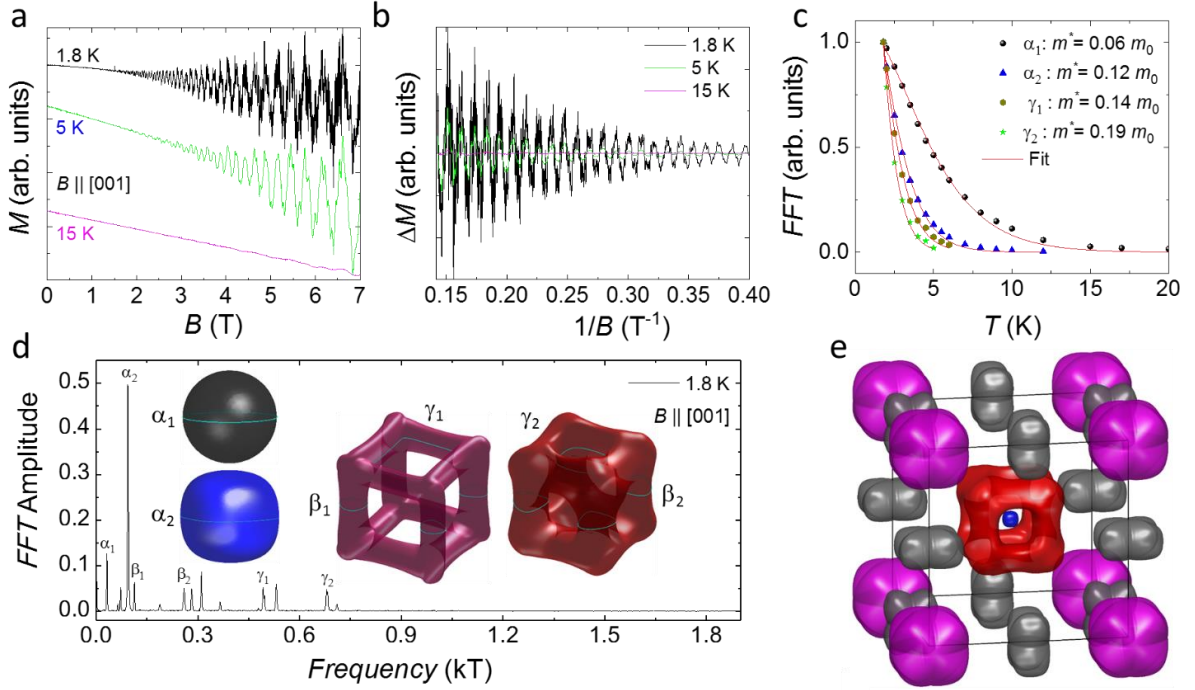 a
M (arb. units)
1.8 K
5 K
B || [001]
15 K
0 1 2 3 4 5 6 7
B (T)
b
ΔM (arb. units)
1.8 K
5 K
15 K
0.15 0.20 0.25 0.30 0.35 0.40
1/B (T⁻¹)
c
FFT (arb. units)
1.0
0.5
0.0
α₁: m*= 0.06 m₀
α₂ : m*= 0.12 m₀
γ₁ : m*= 0.14 m₀
γ₂ : m*= 0.19 m₀
Fit
0 5 10 15 20
T (K)
d
FFT Amplitude
0.5
0.4
0.3
0.2
0.1
0.0
α₁
α₂
β₁
β₂
γ₁
γ₂
α₁
α₂
γ₁
β₁
γ₂
β₂
1.8 K
B || [001]
0.0 0.3 0.6 0.9 1.2 1.5 1.8
Frequency (kT)
e